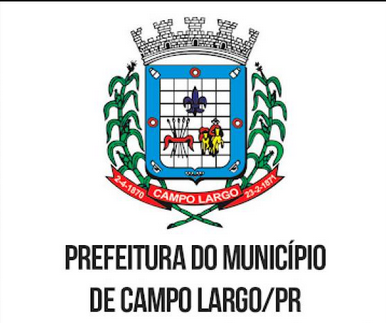 2-4-1870 CAMPO LARGO 23-2-1871
PREFEITURA DO MUNICÍPIO
DE CAMPO LARGO/PR